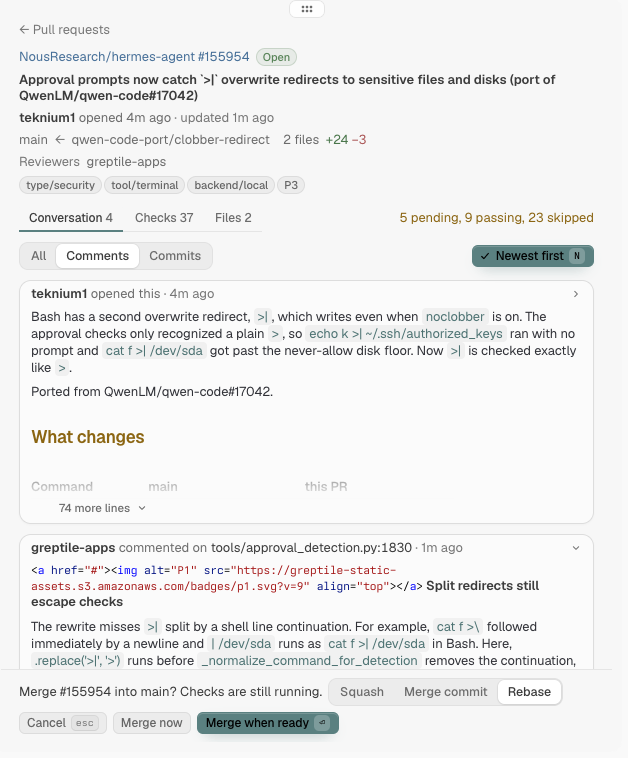 ← Pull requests
NousResearch/hermes-agent #155954 Open
Approval prompts now catch `>|` overwrite redirects to sensitive files and disks (port of
QwenLM/qwen-code#17042)
teknium1 opened 4m ago · updated 1m ago
main ← qwen-code-port/clobber-redirect 2 files +24 −3
Reviewers greptile-apps
type/security tool/terminal backend/local P3
Conversation 4 Checks 37 Files 2 5 pending, 9 passing, 23 skipped
All Comments Commits ✓ Newest first N
teknium1 opened this · 4m ago
Bash has a second overwrite redirect, >|, which writes even when noclobber is on. The
approval checks only recognized a plain >, so echo k >| ~/.ssh/authorized_keys ran with no
prompt and cat f >| /dev/sda got past the never-allow disk floor. Now >| is checked exactly
like >.
Ported from QwenLM/qwen-code#17042.
What changes
Command main this PR
74 more lines
greptile-apps commented on tools/approval_detection.py:1830 · 1m ago
<a href="#"><img alt="P1" src="https://greptile-static-
assets.s3.amazonaws.com/badges/p1.svg?v=9" align="top"></a> Split redirects still
escape checks
The rewrite misses >| split by a shell line continuation. For example, cat f >\ followed
immediately by a newline and | /dev/sda runs as cat f >| /dev/sda in Bash. Here,
.replace('>|', '>') runs before _normalize_command_for_detection removes the continuation,
Merge #155954 into main? Checks are still running. Squash Merge commit Rebase
Cancel esc Merge now Merge when ready ⏎